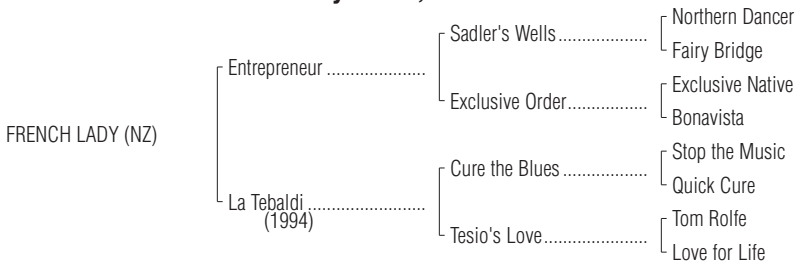 Northern Dancer
Sadler's Wells...................
Fairy Bridge
Entrepreneur .....................
Exclusive Native
Exclusive Order.................
Bonavista
FRENCH LADY (NZ)
Stop the Music
Cure the Blues ..................
Quick Cure
La Tebaldi .........................
(1994)
Tom Rolfe
Tesio's Love......................
Love for Life